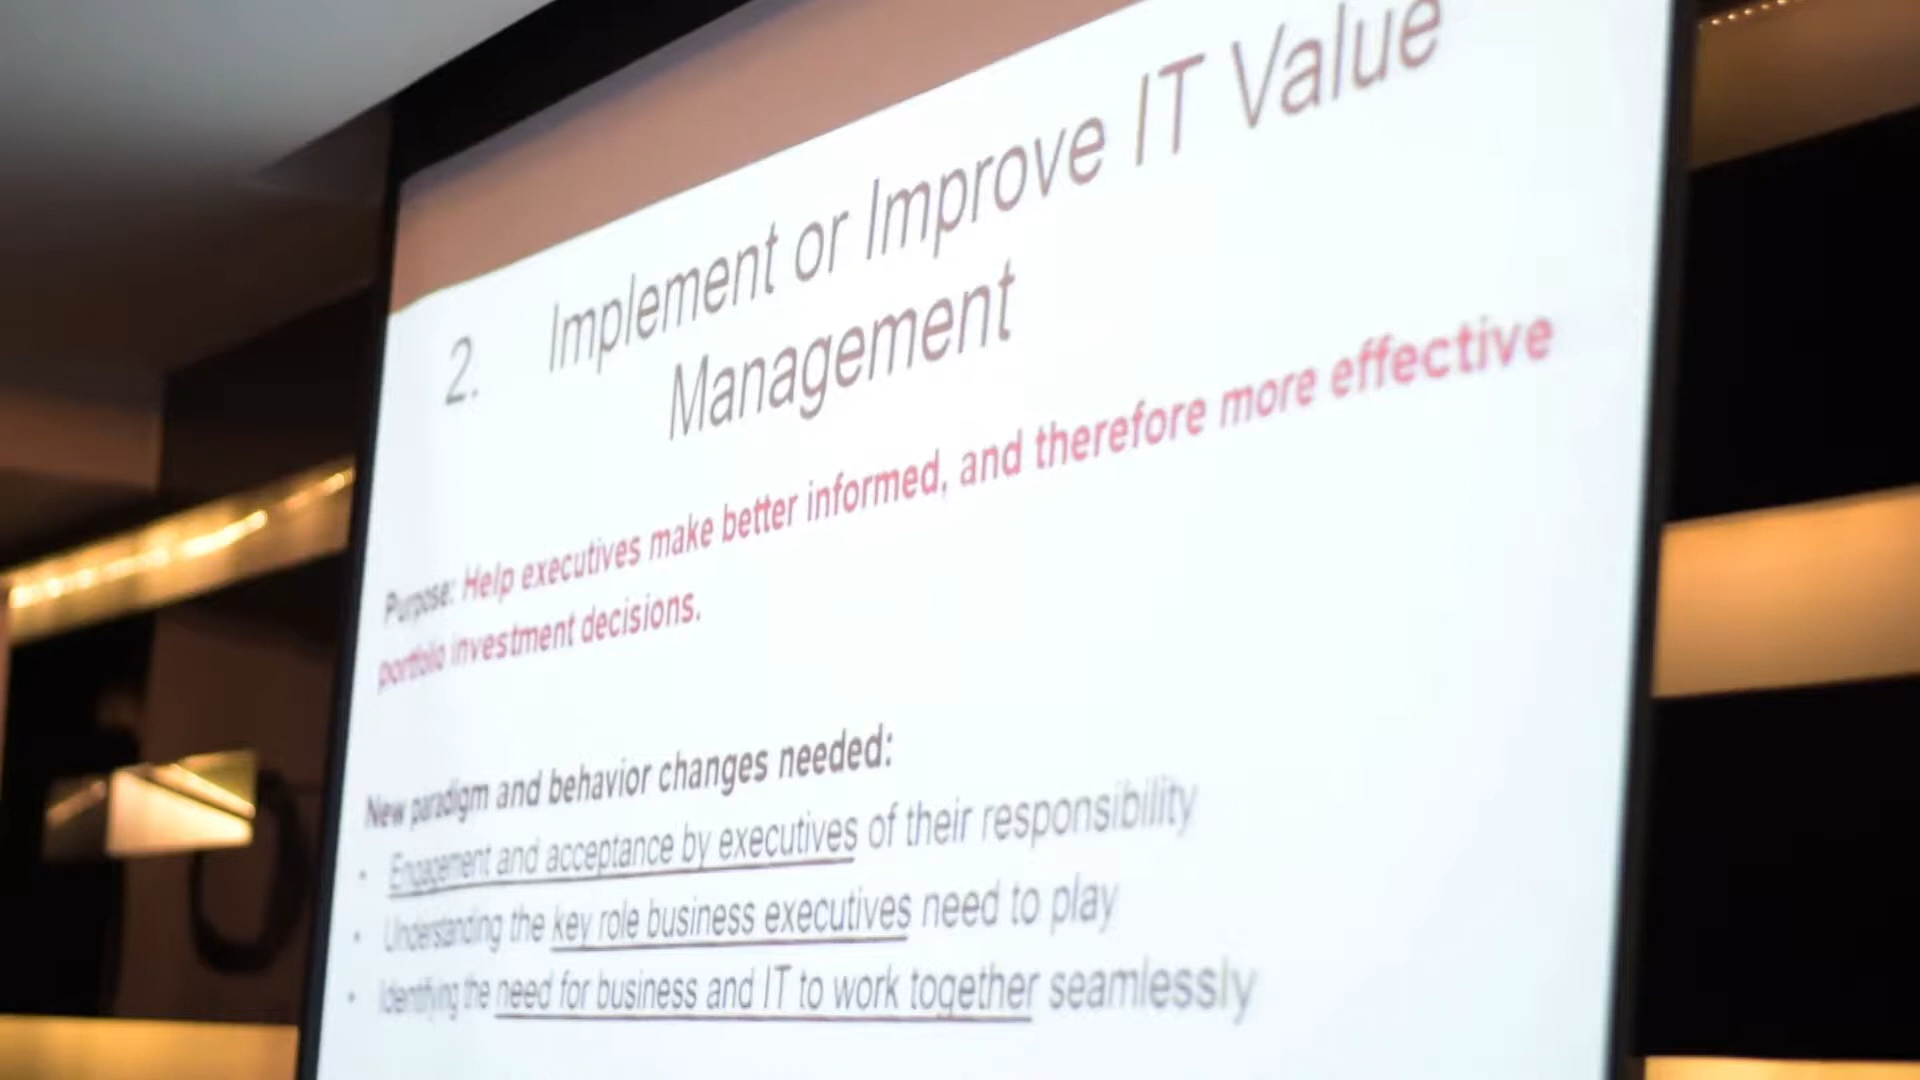 2. Implement or Improve IT Value
Management
Purpose: Help executives make better informed, and therefore more effective
portfolio investment decisions.
New paradigm and behavior changes needed:
• Engagement and acceptance by executives of their responsibility
• Understanding the key role business executives need to play
• Identifying the need for business and IT to work together seamlessly